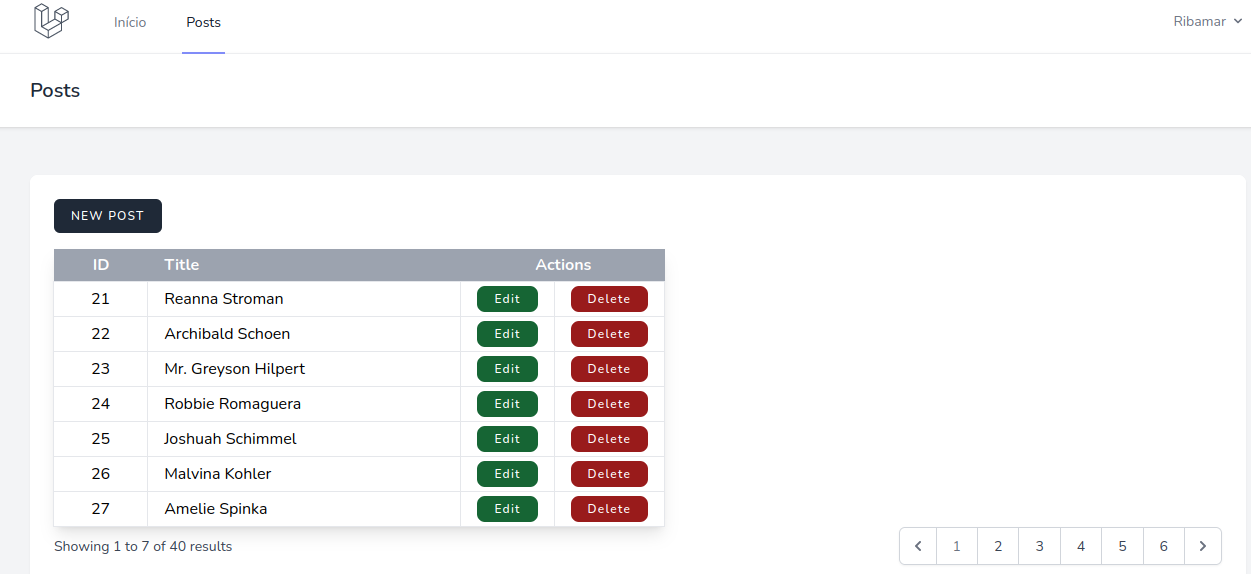 Início Posts Ribamar
Posts
NEW POST
ID Title Actions
21 Reanna Stroman Edit Delete
22 Archibald Schoen Edit Delete
23 Mr. Greyson Hilpert Edit Delete
24 Robbie Romaguera Edit Delete
25 Joshuah Schimmel Edit Delete
26 Malvina Kohler Edit Delete
27 Amelie Spinka Edit Delete
Showing 1 to 7 of 40 results 1 2 3 4 5 6